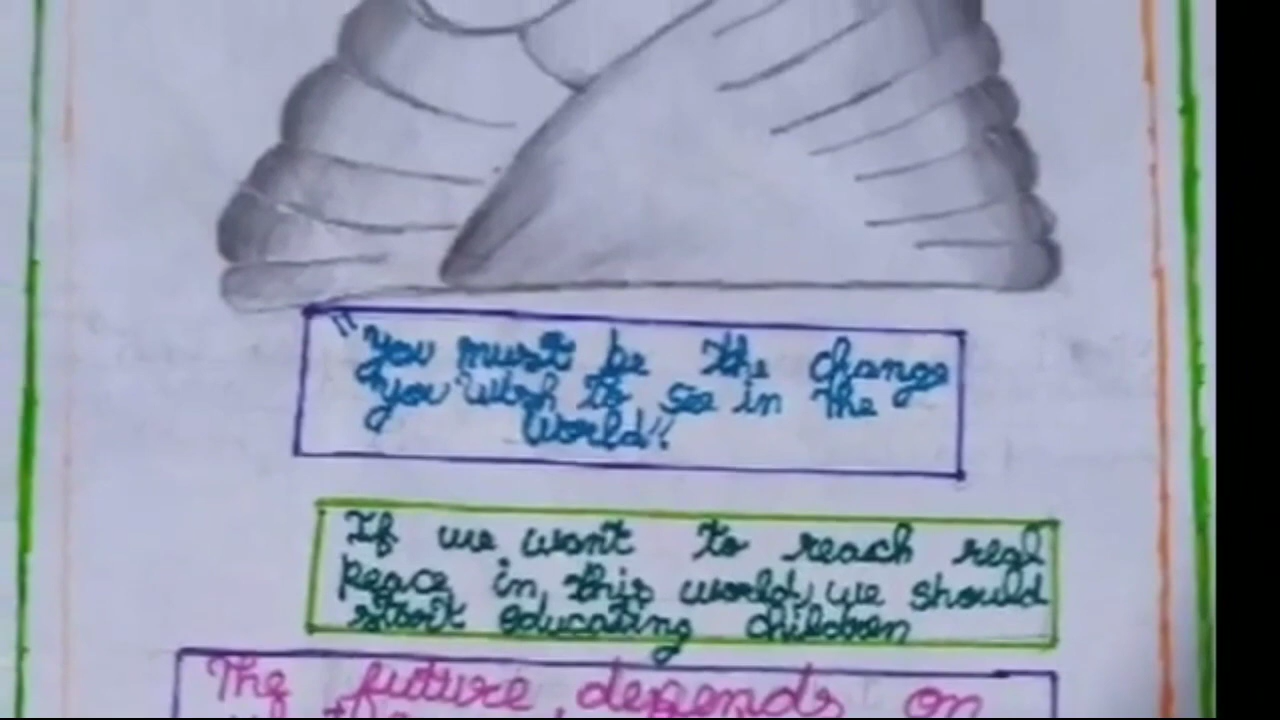 "You must be the change
you wish to see in the
world"
If we want to reach real
peace in this world, we should
start educating children
The future depends on